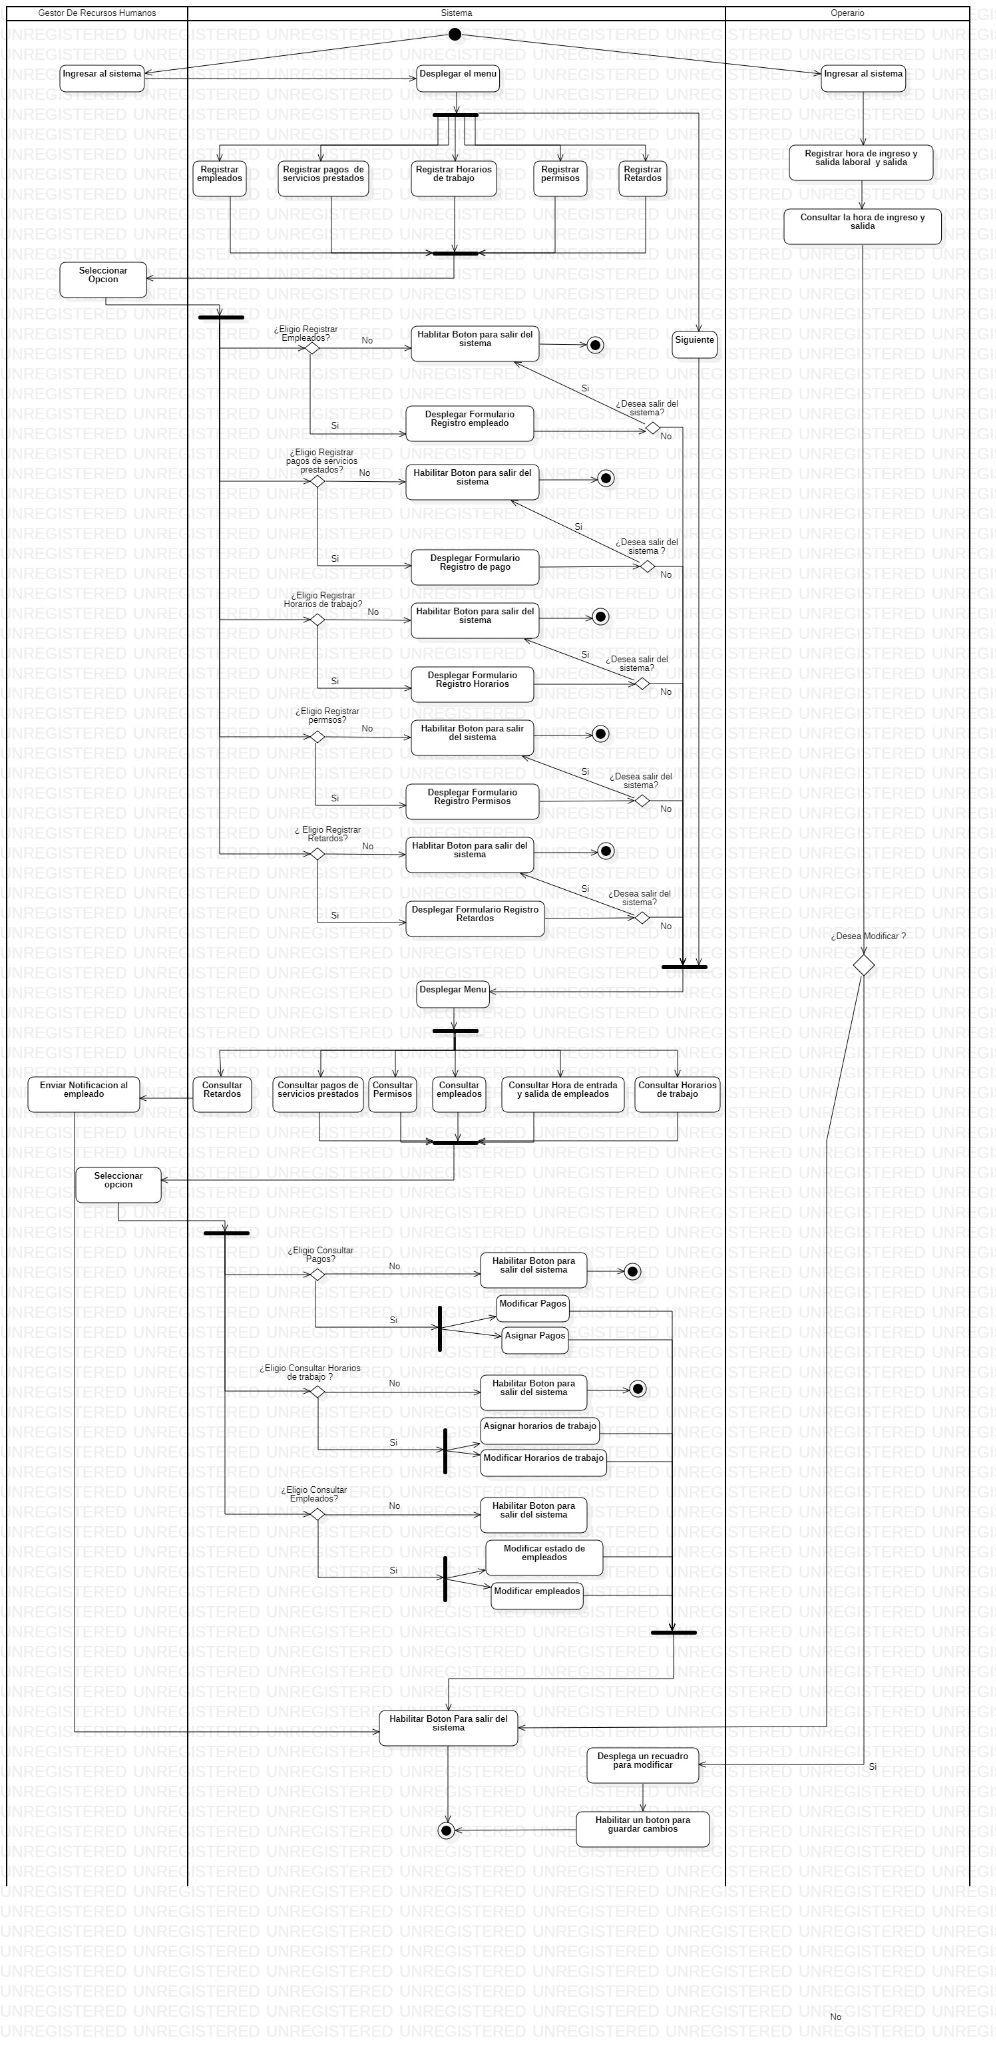 Gestor De Recursos Humanos
Sistema
Operario
Ingresar al sistema
Desplegar el menu
Ingresar al sistema
Registrar
empleados
Registrar pagos de
servicios prestados
Registrar Horarios
de trabajo
Registrar
permisos
Registrar
Retardos
Registrar hora de ingreso y
salida laboral y salida
Consultar la hora de ingreso y
salida
Seleccionar
Opcion
¿Eligio Registrar
Empleados?
No
Hablitar Boton para salir del
sistema
Siguiente
Si
Si
Desplegar Formulario
Registro empleado
¿Desea salir del
sistema?
No
¿Eligio Registrar
pagos de servicios
prestados?
No
Habilitar Boton para salir del
sistema
Si
Si
Desplegar Formulario
Registro de pago
¿Desea salir del
sistema ?
No
¿Eligio Registrar
Horarios de trabajo?
No
Habilitar Boton para salir del
sistema
Si
Si
Desplegar Formulario
Registro Horarios
¿Desea salir del
sistema?
No
¿Eligio Registrar
permsos?
No
Habilitar Boton para salir
del sistema
Si
Si
Desplegar Formulario
Registro Permisos
¿Desea salir del
sistema?
No
¿ Eligio Registrar
Retardos?
No
Hablitar Boton para salir del
sistema
Si
Si
Desplegar Formulario Registro
Retardos
¿Desea salir del
sistema?
No
¿Desea Modificar ?
Desplegar Menu
Enviar Notificacion al
empleado
Consultar
Retardos
Consultar pagos de
servicios prestados
Consultar
Permisos
Consultar
empleados
Consultar Hora de entrada
y salida de empleados
Consultar Horarios
de trabajo
Seleccionar
opcion
¿Eligio Consultar
Pagos?
No
Habilitar Boton para
salir del sistema
Si
Modificar Pagos
Asignar Pagos
¿Eligio Consultar Horarios
de trabajo ?
No
Habilitar Boton para
salir del sistema
Si
Asignar horarios de trabajo
Modificar Horarios de trabajo
¿Eligio Consultar
Empleados?
No
Habilitar Boton para
salir del sistema
Si
Modificar estado de
empleados
Modificar empleados
Habilitar Boton Para salir del
sistema
Desplega un recuadro
para modificar
Si
Habilitar un boton para
guardar cambios
No
UNREGISTERED